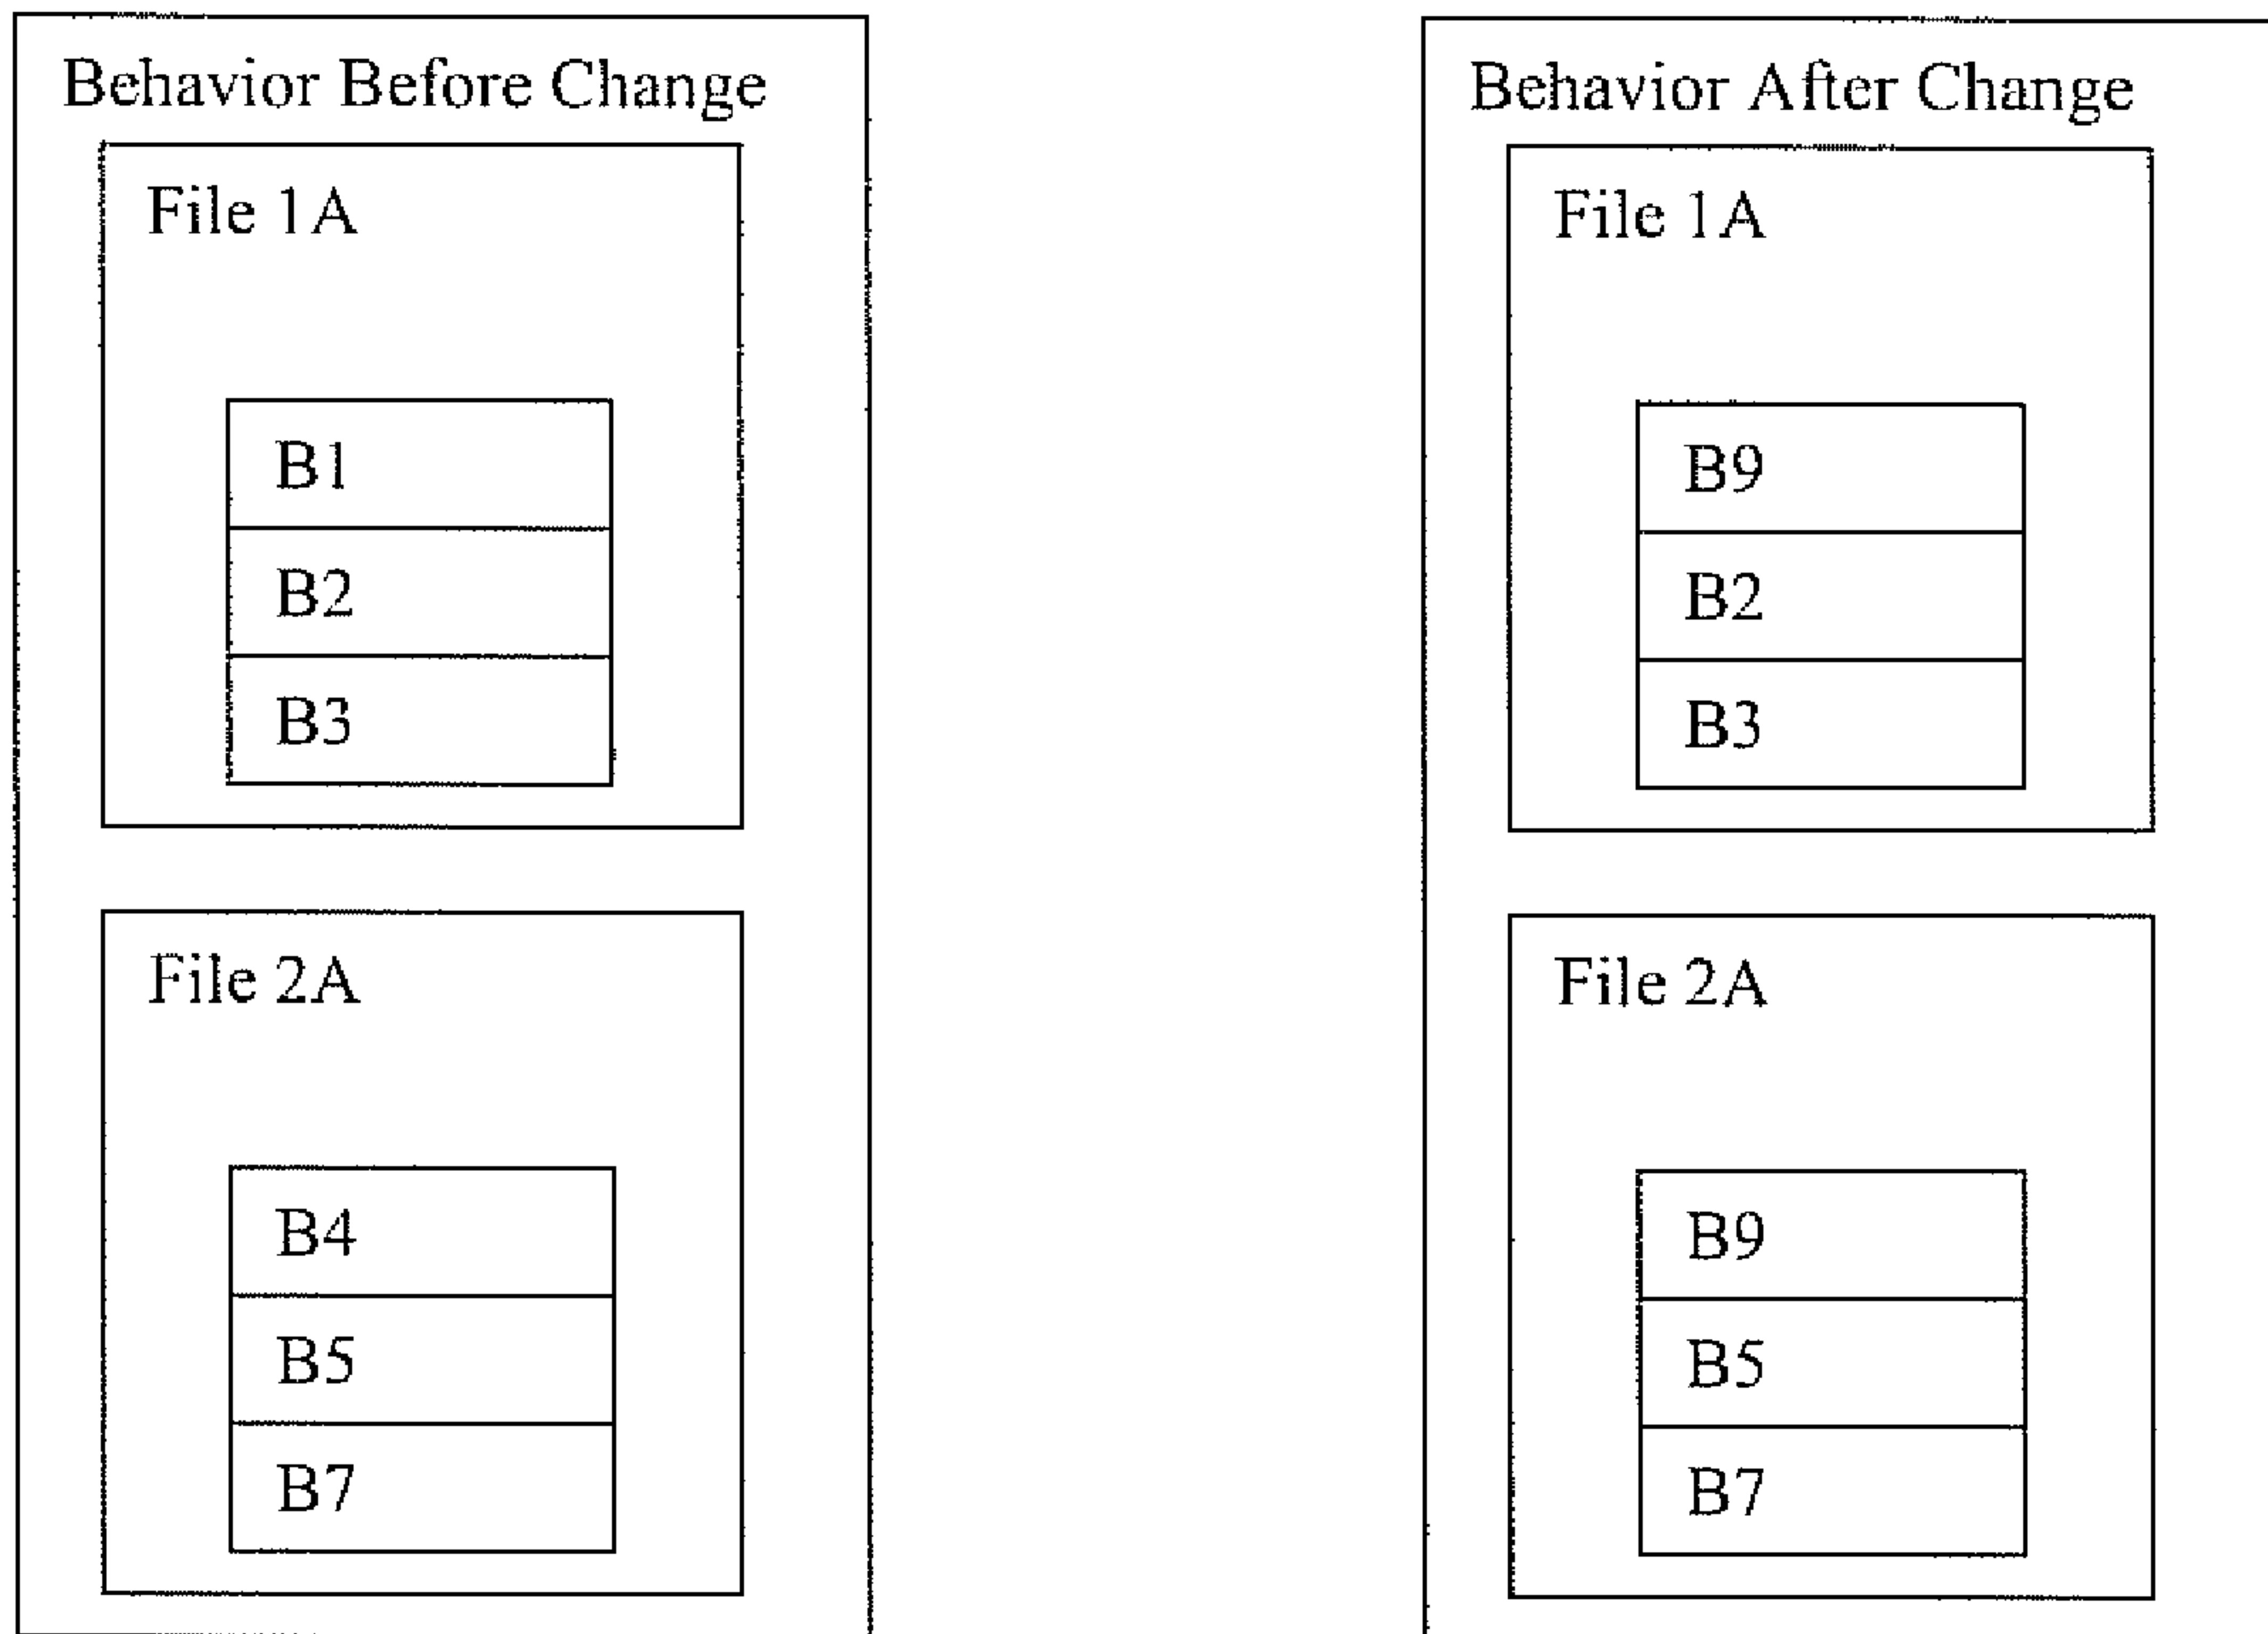 Behavior Before Change
File 1A
B1
B2
B3
File 2A
B4
B5
B7
Behavior After Change
File 1A
B9
B2
B3
File 2A
B9
B5
B7